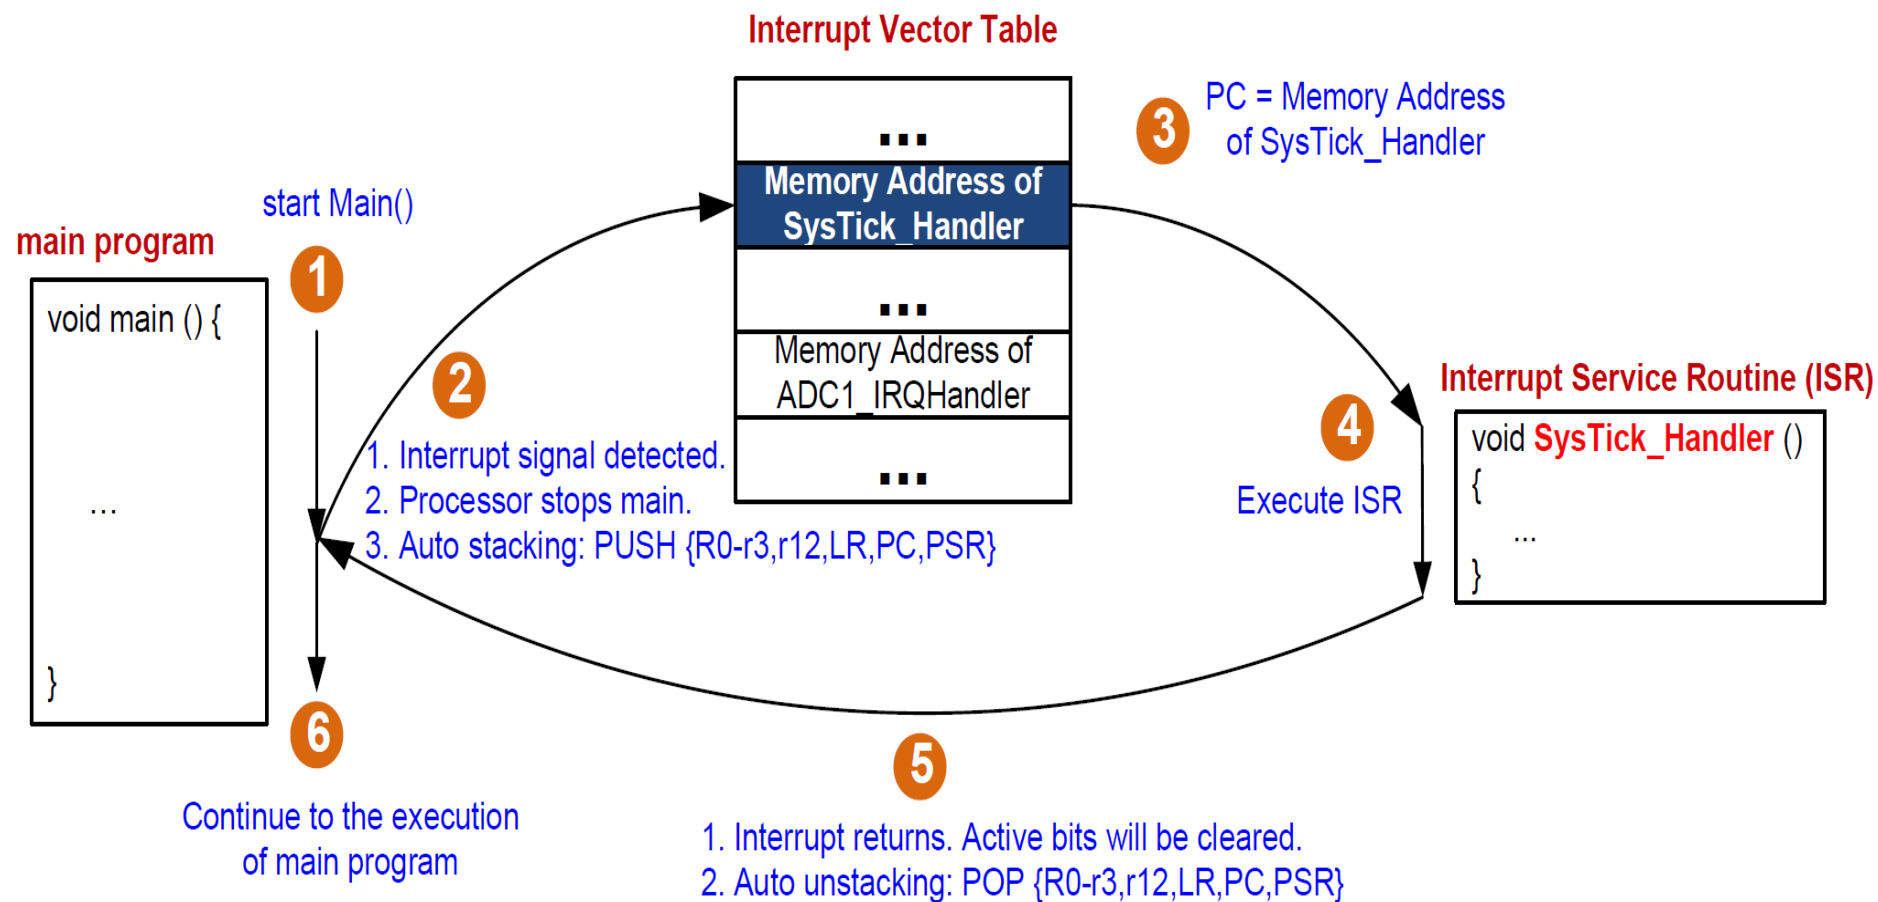 Interrupt Vector Table
...
Memory Address of
SysTick_Handler
...
Memory Address of
ADC1_IRQHandler
...
3
PC = Memory Address
of SysTick_Handler
start Main()
main program
1
void main () {
...
}
2
1. Interrupt signal detected.
2. Processor stops main.
3. Auto stacking: PUSH {R0-r3,r12,LR,PC,PSR}
Interrupt Service Routine (ISR)
4
Execute ISR
void SysTick_Handler ()
{
...
}
5
1. Interrupt returns. Active bits will be cleared.
2. Auto unstacking: POP {R0-r3,r12,LR,PC,PSR}
6
Continue to the execution
of main program